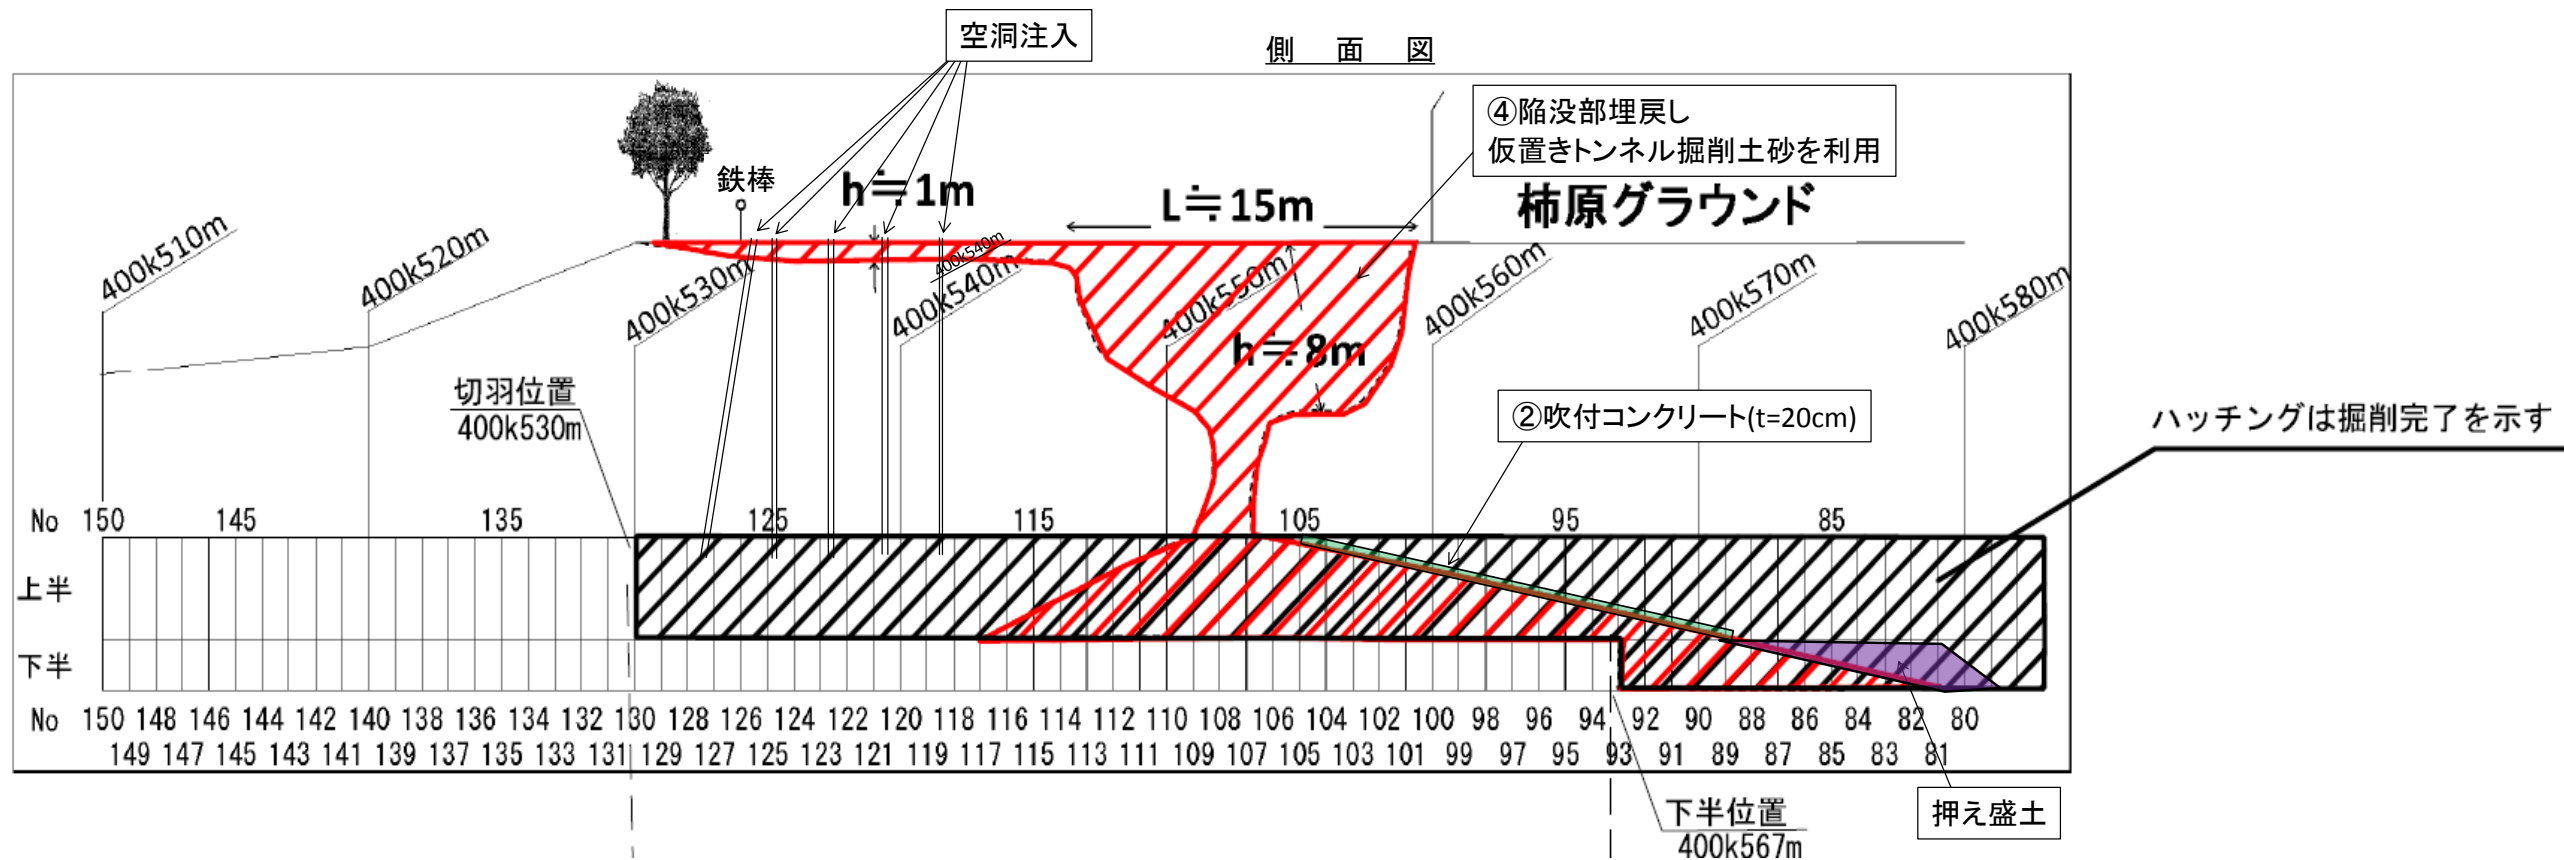 空洞注入
側 面 図
④陥没部埋戻し
仮置きトンネル掘削土砂を利用
鉄棒
h≒1m
L≒15m
柿原グラウンド
400k510m
400k520m
400k530m
400k540m
400k540m
400k550m
400k560m
400k570m
400k580m
h≒8m
切羽位置
400k530m
②吹付コンクリート(t=20cm)
ハッチングは掘削完了を示す
No 150 145 135 125 115 105 95 85
上半
下半
No 150 148 146 144 142 140 138 136 134 132 130 128 126 124 122 120 118 116 114 112 110 108 106 104 102 100 98 96 94 92 90 88 86 84 82 80
149 147 145 143 141 139 137 135 133 131 129 127 125 123 121 119 117 115 113 111 109 107 105 103 101 99 97 95 93 91 89 87 85 83 81
押え盛土
下半位置
400k567m